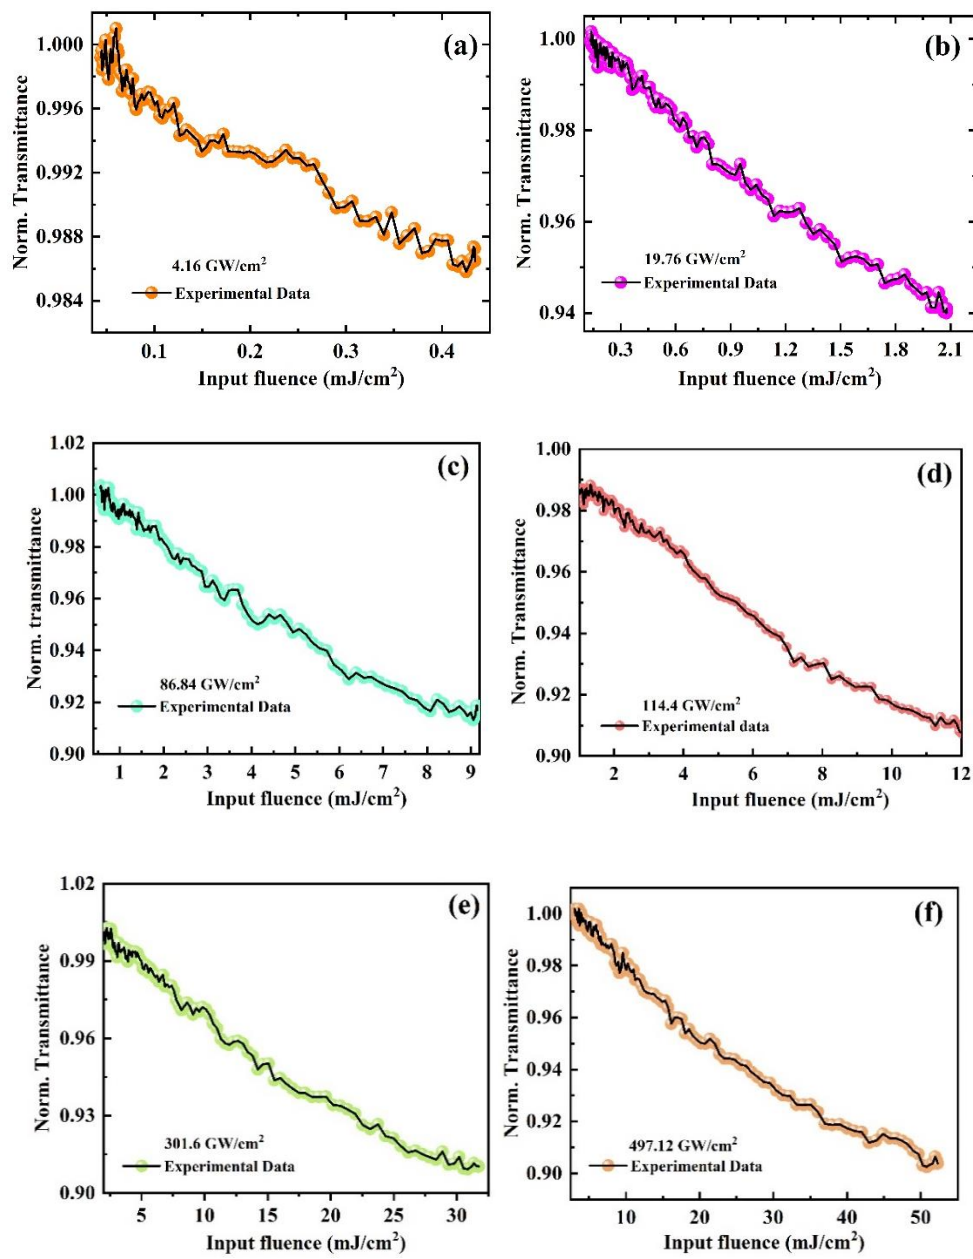 (a)
1.000
0.996
0.992
0.988
0.984
Norm. Transmittance
4.16 GW/cm²
Experimental Data
0.1 0.2 0.3 0.4
Input fluence (mJ/cm²)
(b)
1.00
0.98
0.96
0.94
Norm. Transmittance
19.76 GW/cm²
Experimental Data
0.3 0.6 0.9 1.2 1.5 1.8 2.1
Input fluence (mJ/cm²)
(c)
1.02
1.00
0.98
0.96
0.94
0.92
0.90
Norm. transmittance
86.84 GW/cm²
Experimental Data
1 2 3 4 5 6 7 8 9
Input fluence (mJ/cm²)
(d)
1.00
0.98
0.96
0.94
0.92
0.90
Norm. Transmittance
114.4 GW/cm²
Experimental data
2 4 6 8 10 12
Input fluence (mJ/cm²)
(e)
1.02
0.99
0.96
0.93
0.90
Norm. Transmittance
301.6 GW/cm²
Experimental Data
5 10 15 20 25 30
Input fluence (mJ/cm²)
(f)
1.00
0.98
0.96
0.94
0.92
0.90
Norm. Transmittance
497.12 GW/cm²
Experimental Data
10 20 30 40 50
Input fluence (mJ/cm²)